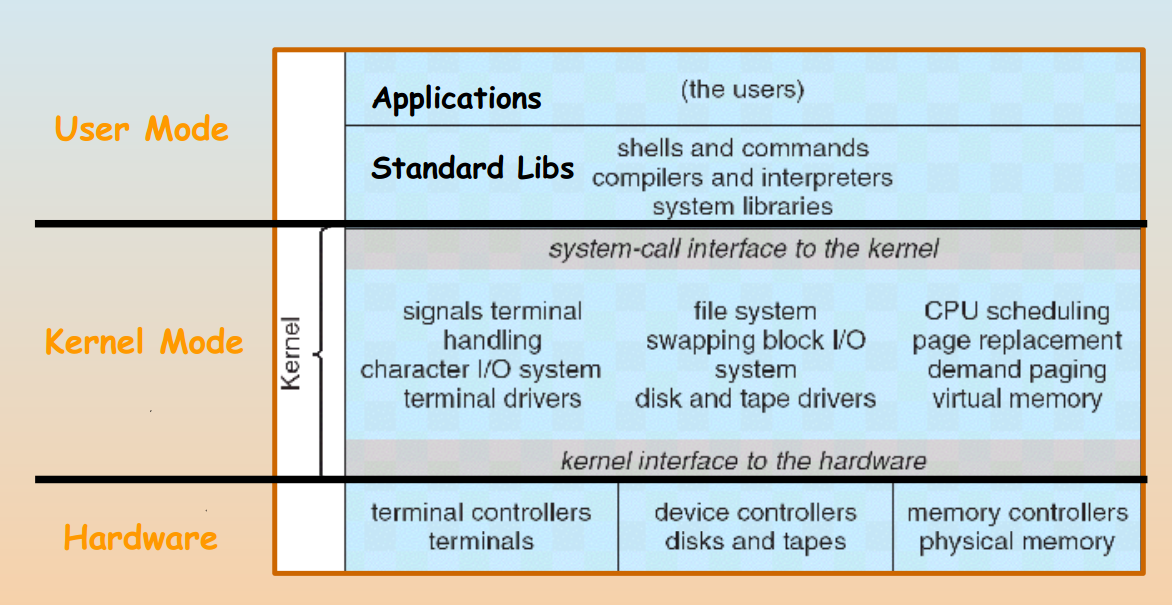 User Mode
Applications
(the users)
Standard Libs
shells and commands
compilers and interpreters
system libraries
Kernel Mode
Kernel
system-call interface to the kernel
signals terminal
handling
character I/O system
terminal drivers
file system
swapping block I/O
system
disk and tape drivers
CPU scheduling
page replacement
demand paging
virtual memory
kernel interface to the hardware
Hardware
terminal controllers
terminals
device controllers
disks and tapes
memory controllers
physical memory